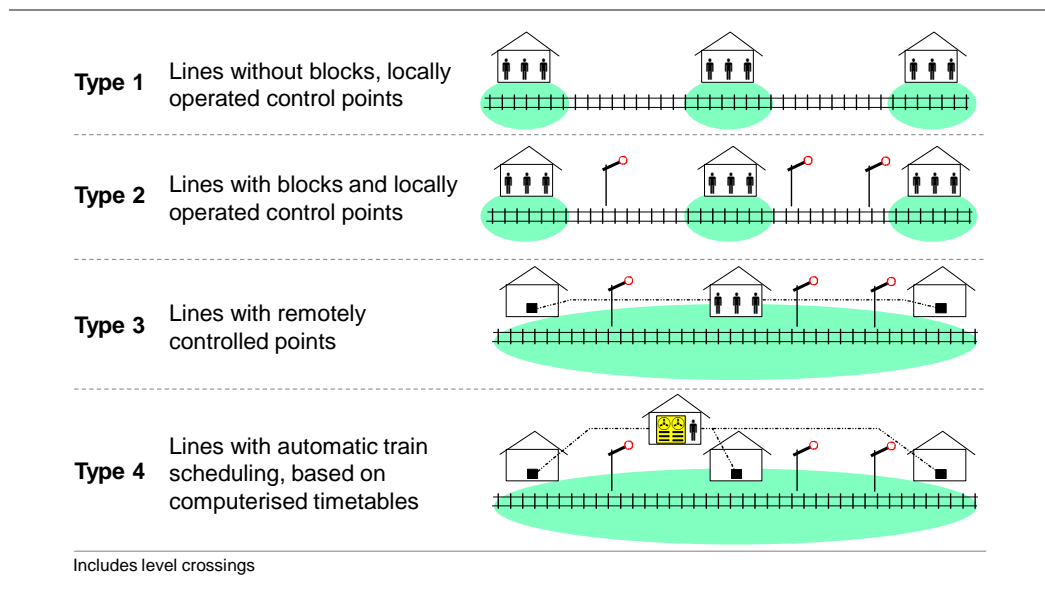 Type 1
Lines without blocks, locally
operated control points
Type 2
Lines with blocks and locally
operated control points
Type 3
Lines with remotely
controlled points
Type 4
Lines with automatic train
scheduling, based on
computerised timetables
Includes level crossings